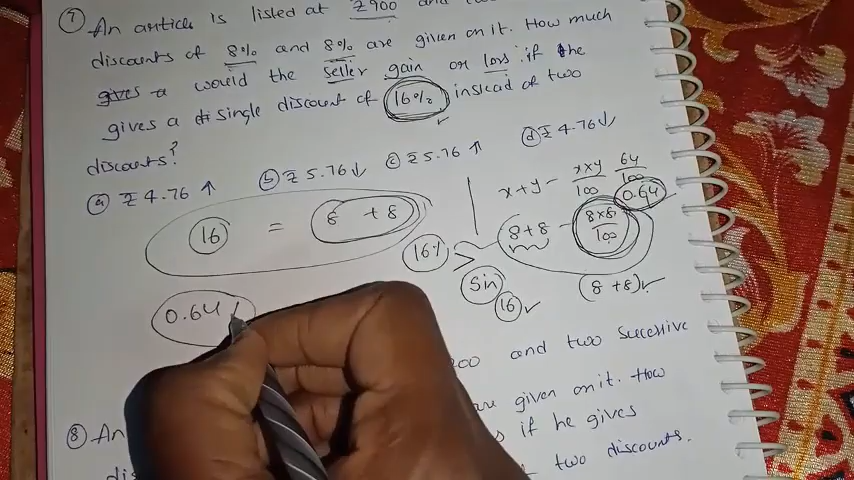 ⑦ An article is listed at ₹900 and
discounts of 8% and 8% are given on it. How much
would the seller gain or loss if the
gives a single discount of 16% instead of two
discounts?
ⓐ ₹ 4.76 ↑ ⓑ ₹ 5.76 ↓ ⓒ ₹ 5.76 ↑ ⓓ ₹ 4.76 ↓
x+y - x×y/100 64/100
0.64
16 = 8 + 8
16% > 8+8 - 8×8/100
Sin (8 +8) ✓
16 ✓
0.64
and two successive
given on it. How
⑧ An s if he gives
two discounts.